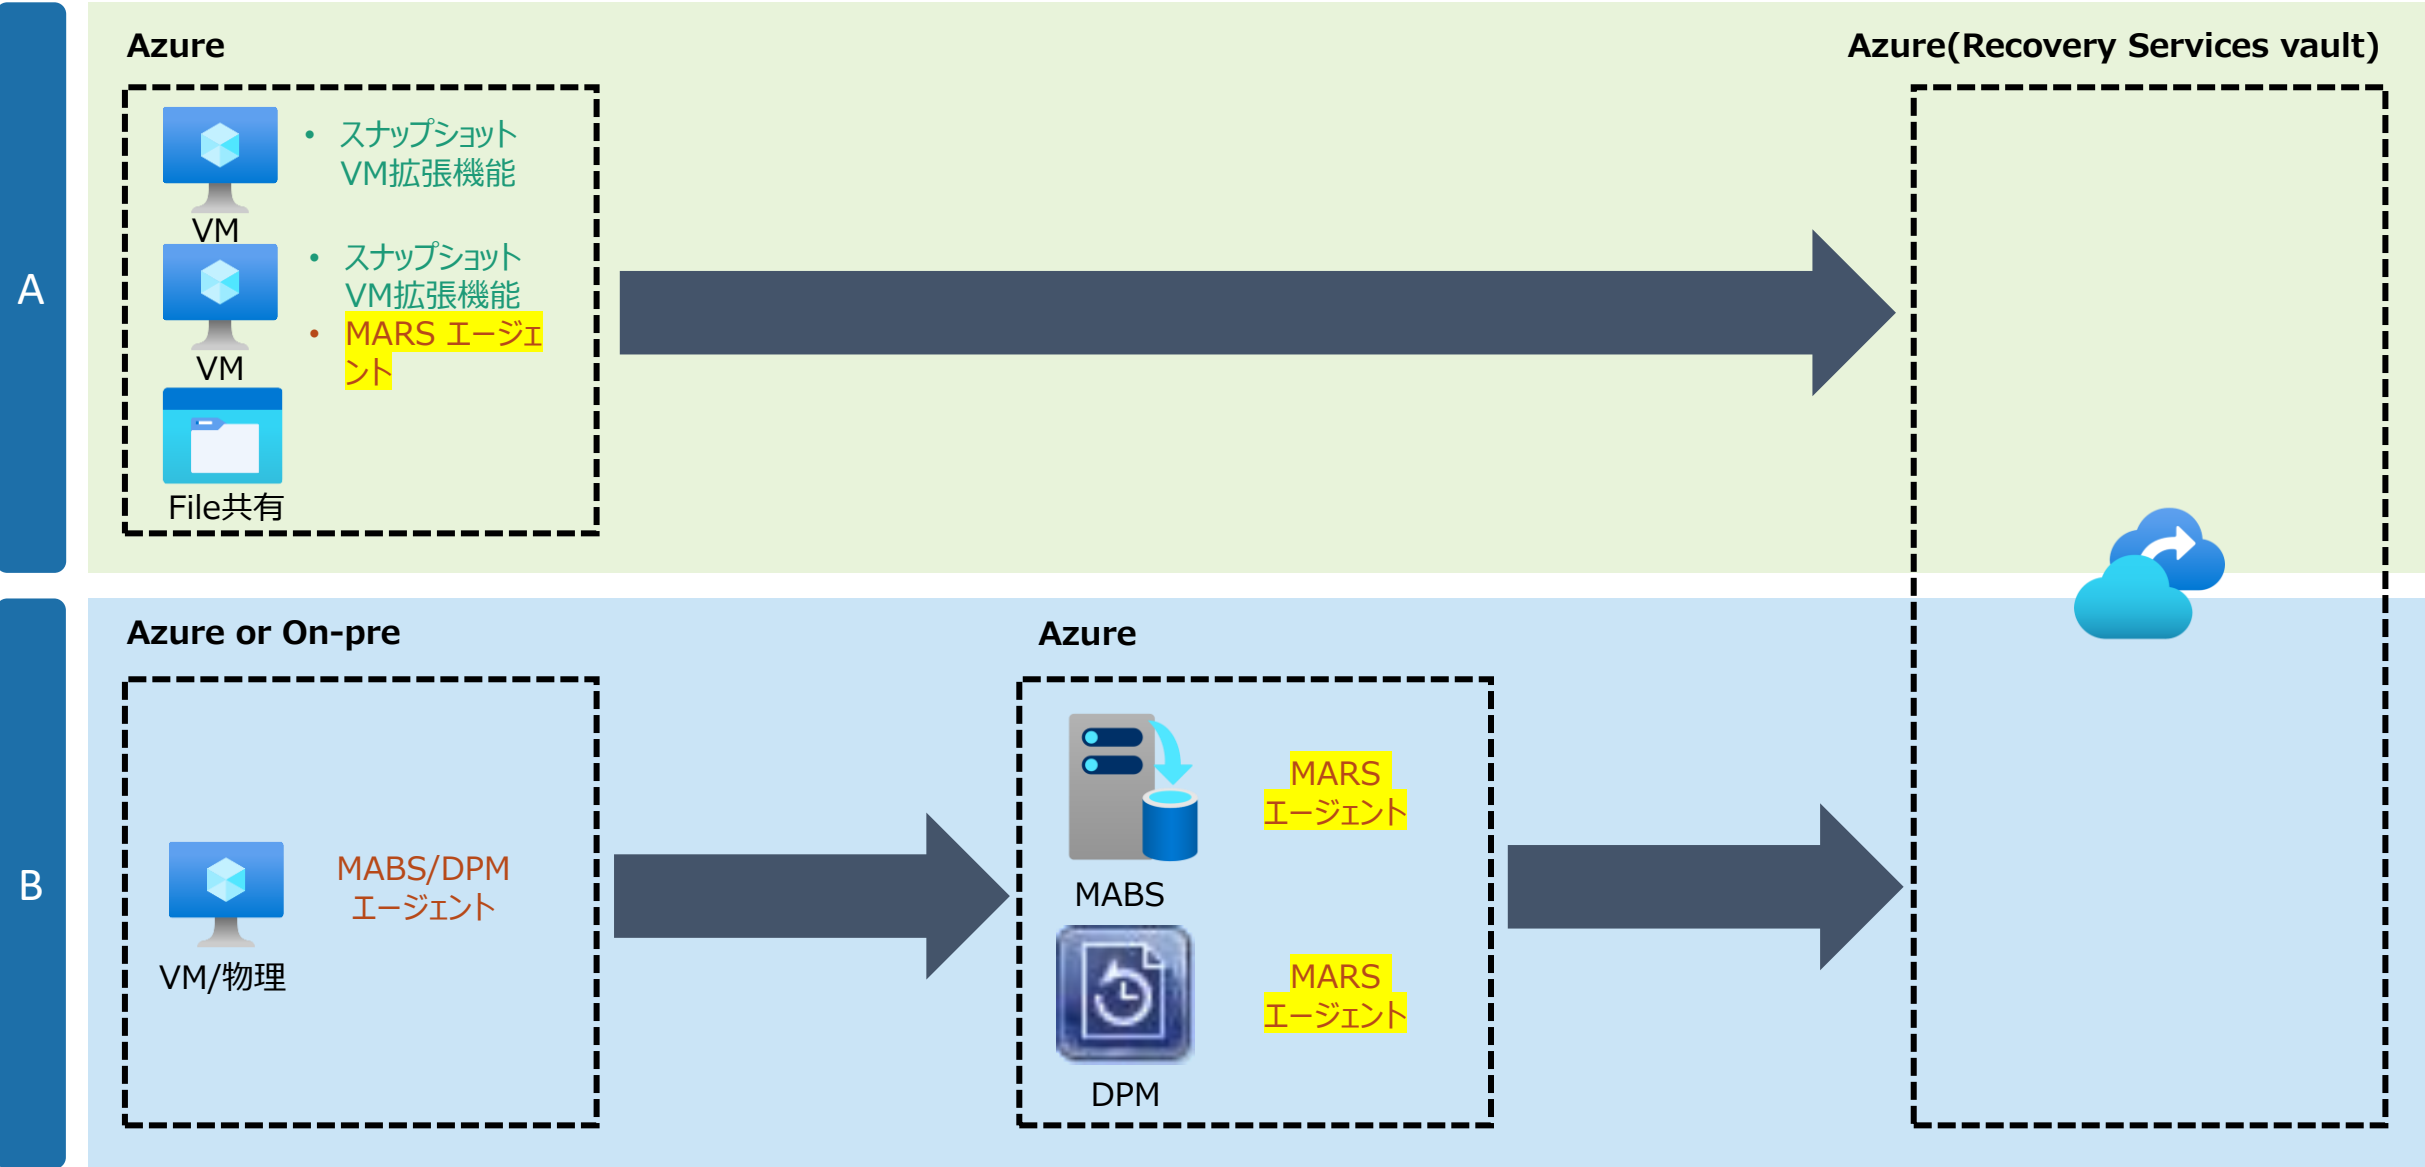 A
Azure
Azure(Recovery Services vault)
• スナップショット
VM拡張機能
VM
• スナップショット
VM拡張機能
• MARS エージェ
ント
VM
File共有
B
Azure or On-pre
Azure
MABS/DPM
エージェント
VM/物理
MARS
エージェント
MABS
MARS
エージェント
DPM